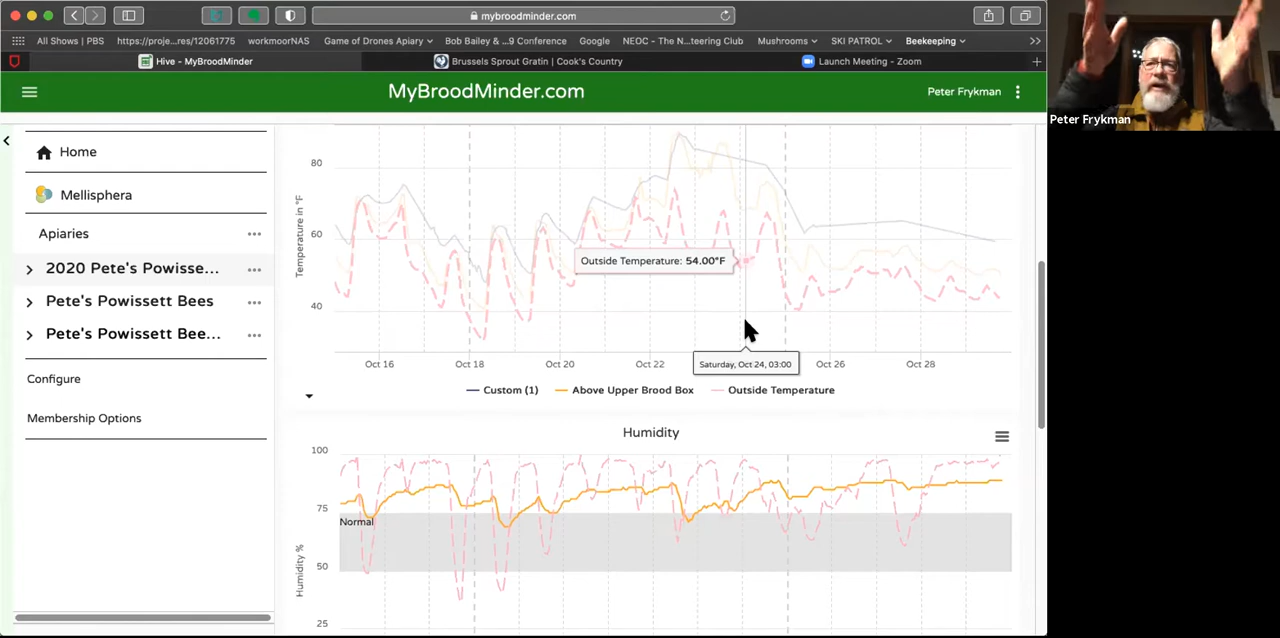 mybroodminder.com
All Shows | PBS
https://proje...res/12061775
workmoorNAS
Game of Drones Apiary
Bob Bailey & ...9 Conference
Google
NEOC - The N...teering Club
Mushrooms
SKI PATROL
Beekeeping
>>
Hive - MyBroodMinder
Brussels Sprout Gratin | Cook's Country
Launch Meeting - Zoom
MyBroodMinder.com
Peter Frykman
Peter Frykman
Home
Mellisphera
Apiaries
2020 Pete's Powisse...
Pete's Powissett Bees
Pete's Powissett Bee...
Configure
Membership Options
Temperature in °F
80
60
40
Outside Temperature: 54.00°F
Oct 16
Oct 18
Oct 20
Oct 22
Saturday, Oct 24, 03:00
Oct 26
Oct 28
Custom (1)
Above Upper Brood Box
Outside Temperature
Humidity
Humidity %
100
75
50
25
Normal